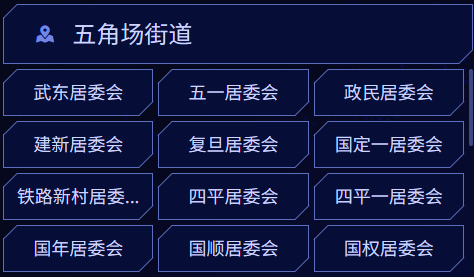 五角场街道
武东居委会 五一居委会 政民居委会
建新居委会 复旦居委会 国定一居委会
铁路新村居委... 四平居委会 四平一居委会
国年居委会 国顺居委会 国权居委会